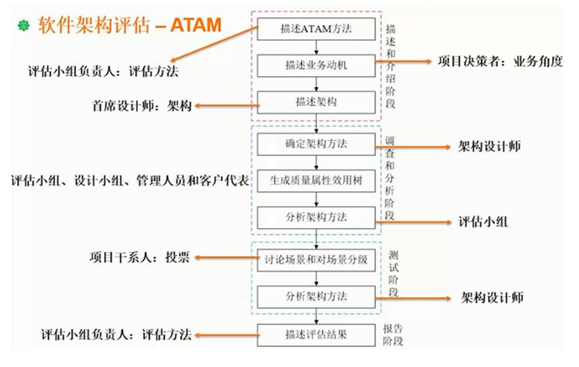 软件架构评估 – ATAM
描述ATAM方法
评估小组负责人：评估方法
描述业务动机
项目决策者：业务角度
首席设计师：架构
描述架构
描述和介绍阶段
确定架构方法
架构设计师
评估小组、设计小组、管理人员和客户代表
生成质量属性效用树
分析架构方法
评估小组
调查和分析阶段
项目干系人：投票
讨论场景和对场景分级
分析架构方法
架构设计师
测试阶段
评估小组负责人：评估方法
描述评估结果
报告
阶段